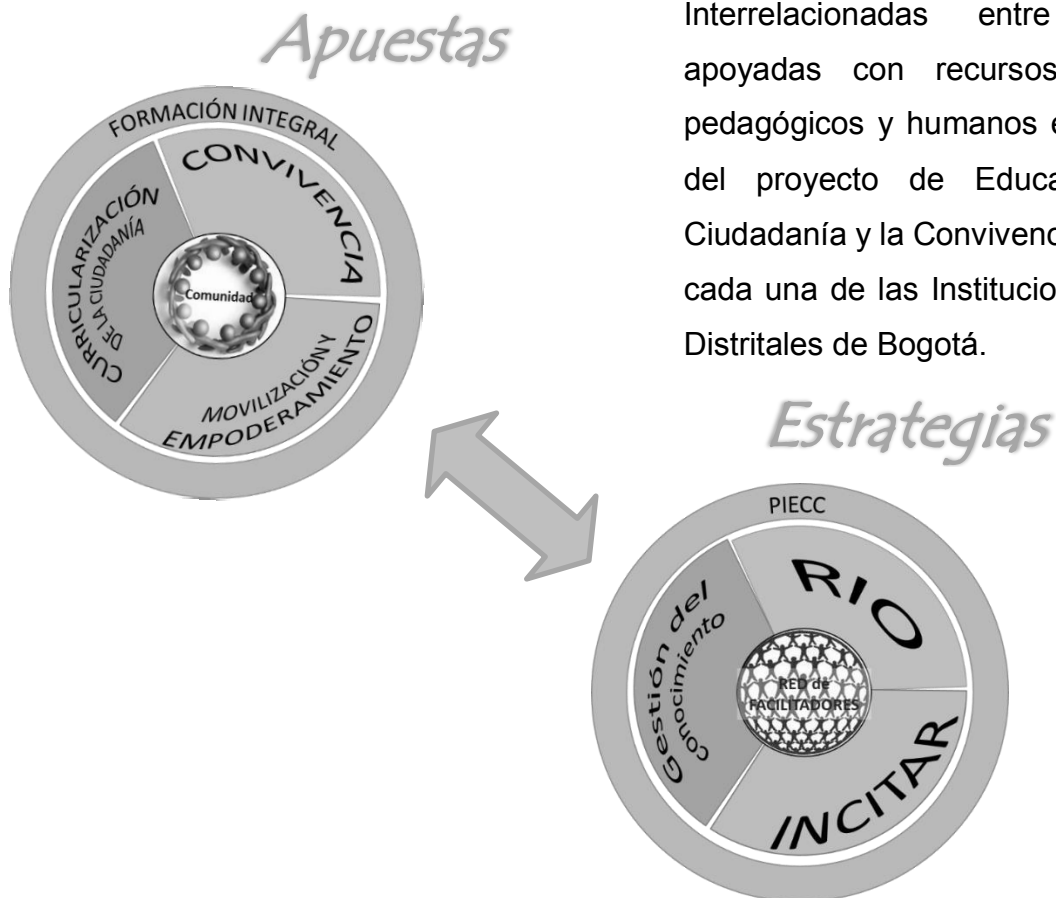 Apuestas
FORMACIÓN INTEGRAL
CONVIVENCIA
CURRICULARIZACIÓN
DE LA CIUDADANÍA
Comunidad
MOVILIZACIÓN Y
EMPODERAMIENTO
Interrelacionadas entre
apoyadas con recursos
pedagógicos y humanos e
del proyecto de Educa
Ciudadanía y la Convivenc
cada una de las Institucio
Distritales de Bogotá.
Estrategias
PIECC
RIO
Gestión del
conocimiento
RED de
FACILITADORES
INCITAR